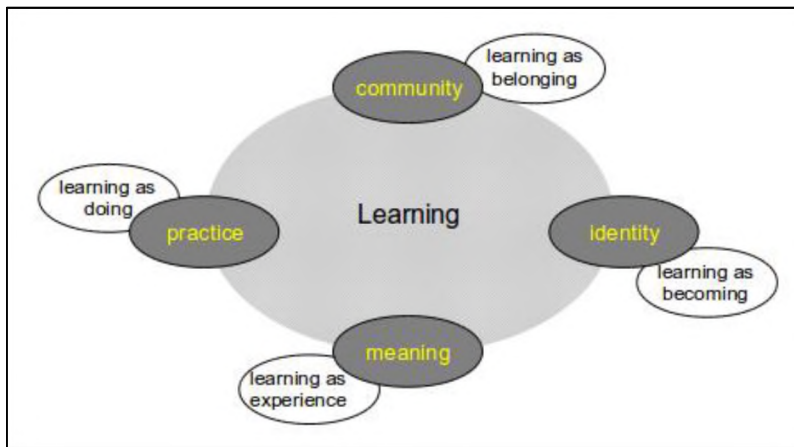 learning as
belonging
community
learning as
doing
practice
Learning
identity
learning as
becoming
meaning
learning as
experience